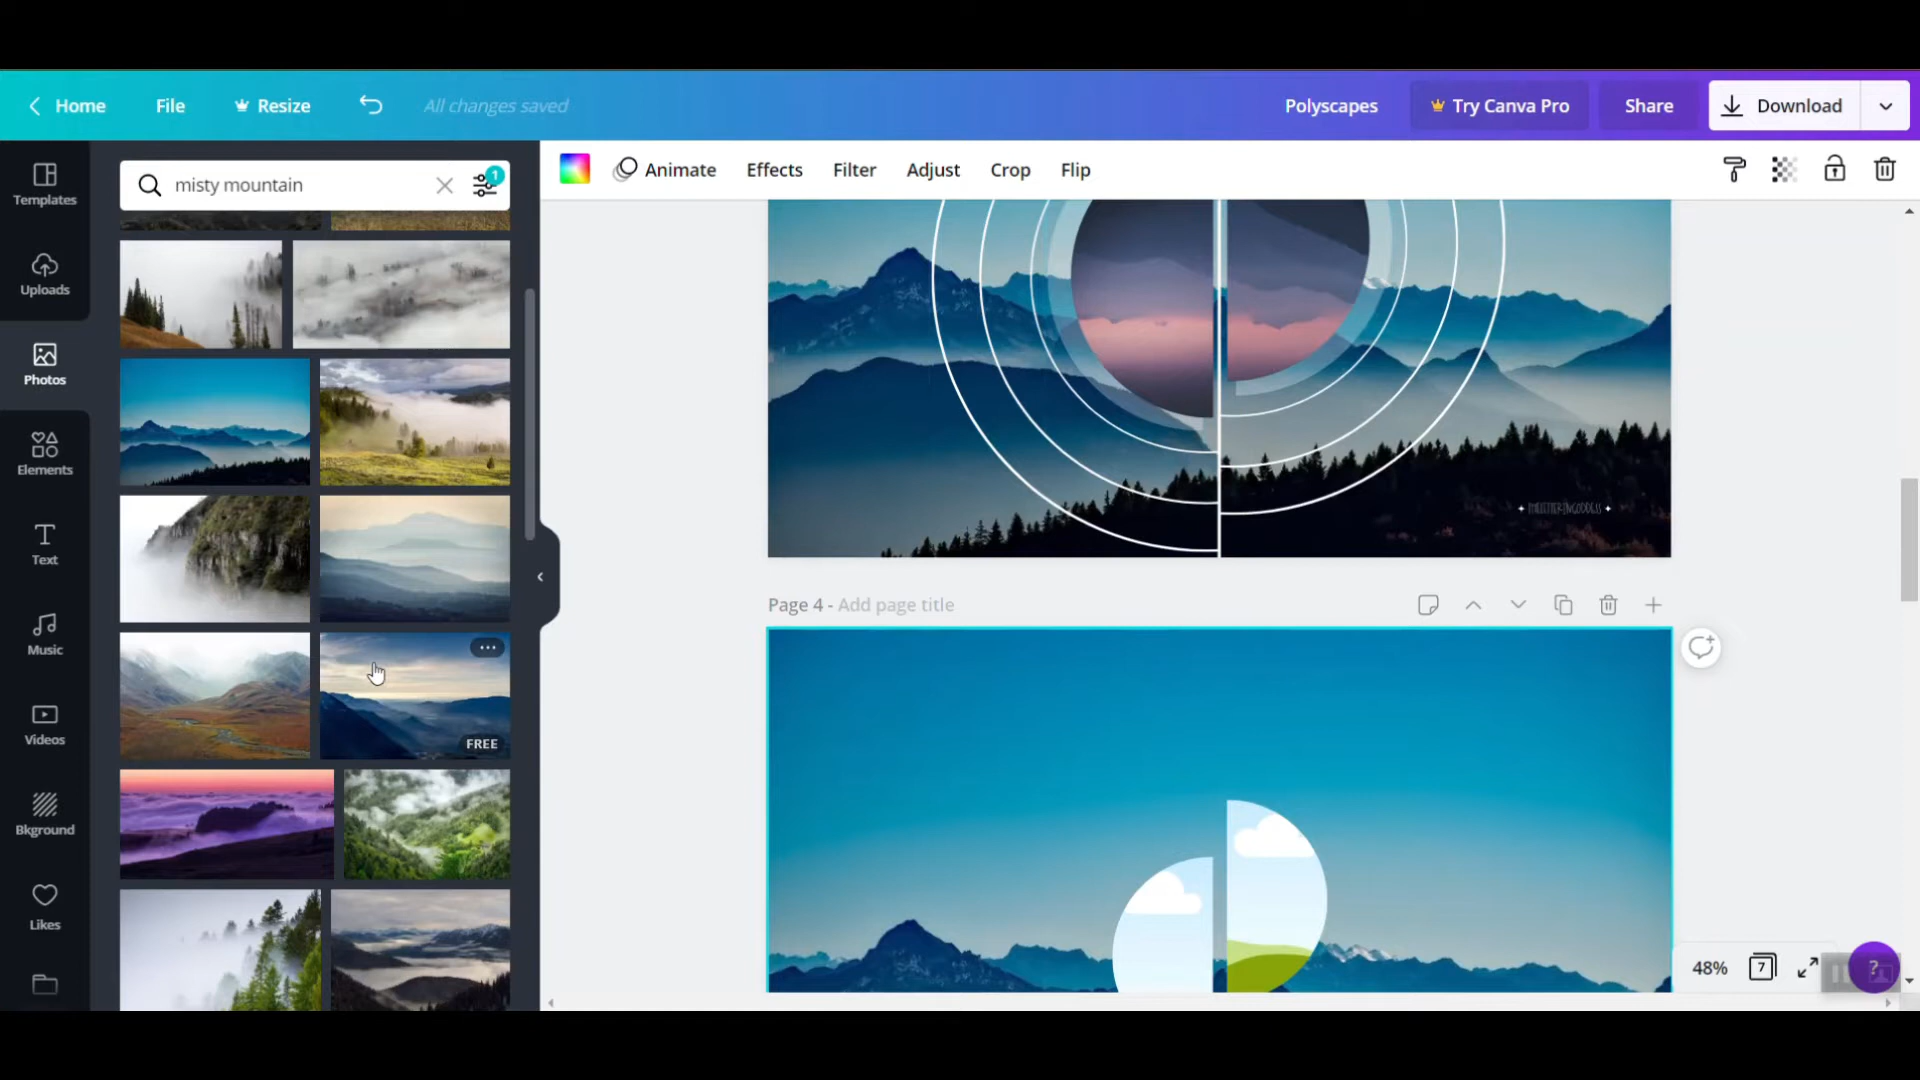 Home File Resize All changes saved Polyscapes Try Canva Pro Share Download
misty mountain 1
Animate Effects Filter Adjust Crop Flip
Templates
Uploads
Photos
Elements
Text
Music
Videos
Bkground
Likes
FREE
Page 4 - Add page title
48% 7 ?